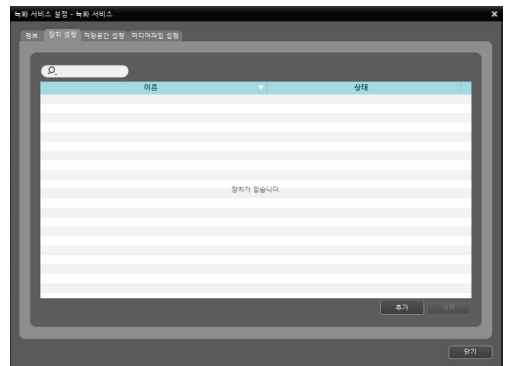 녹화 서비스 설정 - 녹화 서비스
정보 장치 설정 저장공간 설정 미디어파일 설정
이름 상태
장치가 없습니다.
추가 삭제
닫기